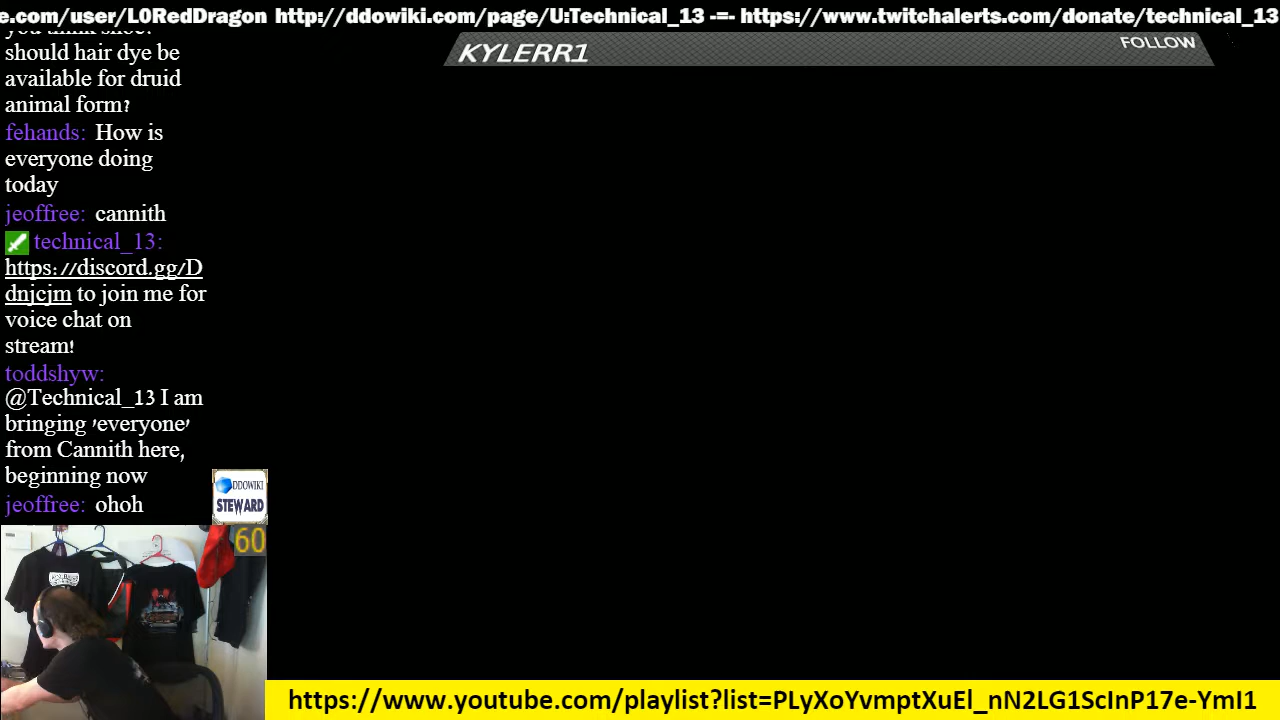 e.com/user/L0RedDragon http://ddowiki.com/page/U:Technical_13 -=- https://www.twitchalerts.com/donate/technical_13
KYLERR1
FOLLOW
should hair dye be
available for druid
animal form?
fehands: How is
everyone doing
today
jeoffree: cannith
technical_13:
https://discord.gg/D
dnjcjm to join me for
voice chat on
stream!
toddshyw:
@Technical_13 I am
bringing 'everyone'
from Cannith here,
beginning now
jeoffree: ohoh
DDOWIKI
STEWARD
60
https://www.youtube.com/playlist?list=PLyXoYvmptXuEl_nN2LG1ScInP17e-YmI1